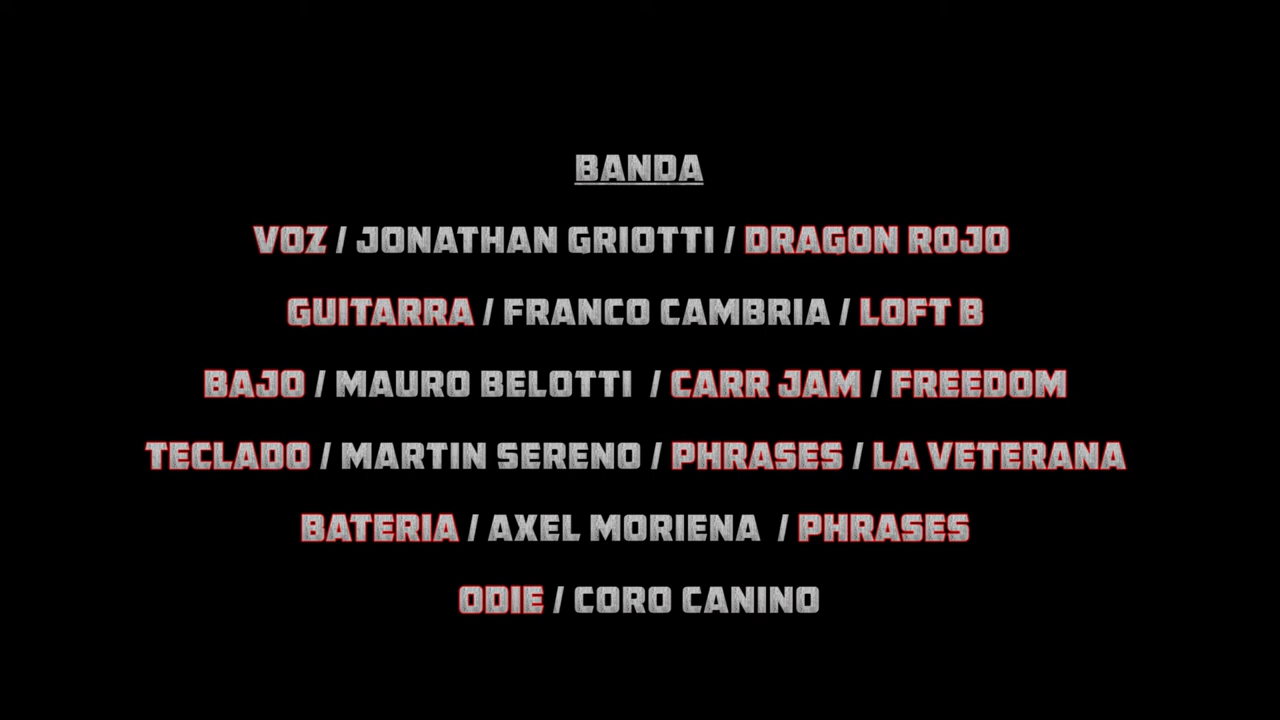 BANDA
VOZ / JONATHAN GRIOTTI / DRAGON ROJO
GUITARRA / FRANCO CAMBRIA / LOFT B
BAJO / MAURO BELOTTI / CARR JAM / FREEDOM
TECLADO / MARTIN SERENO / PHRASES / LA VETERANA
BATERIA / AXEL MORIENA / PHRASES
ODIE / CORO CANINO